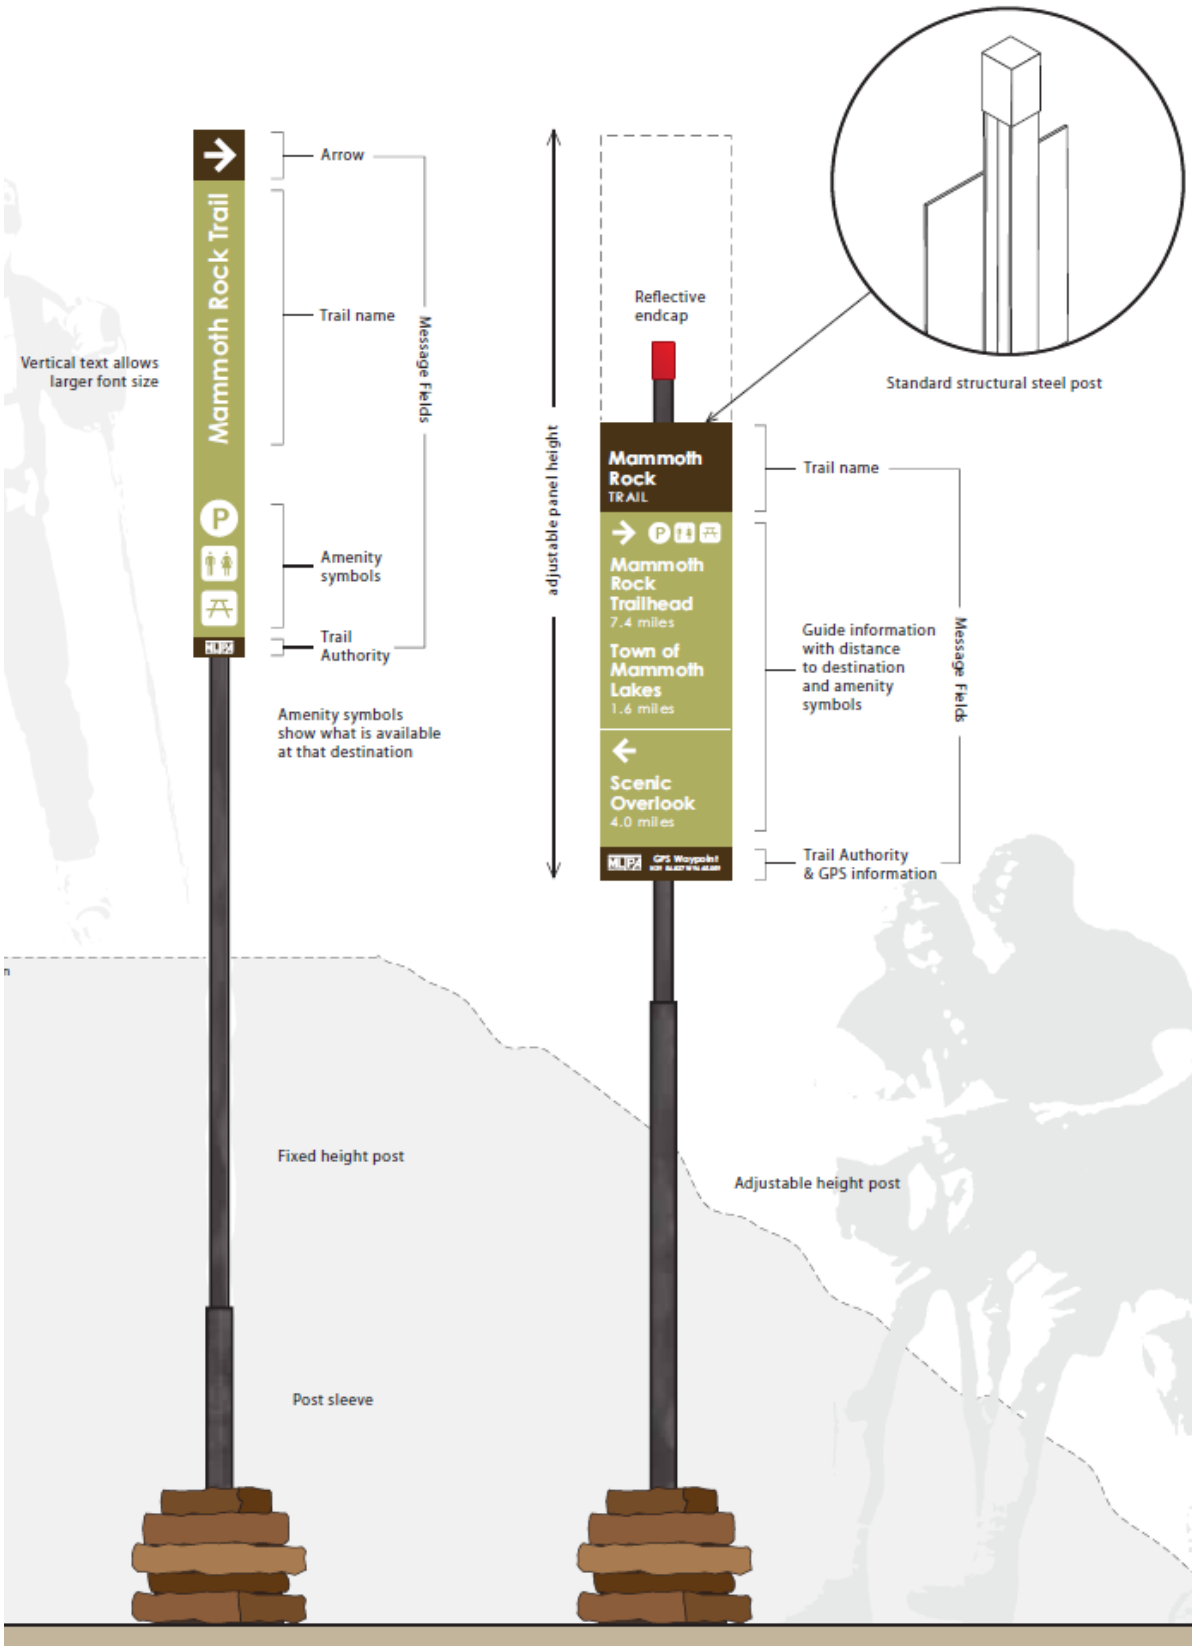 Arrow
Mammoth Rock Trail
Trail name
Vertical text allows
larger font size
Message Fields
P
Amenity
symbols
Trail
Authority
MLTPA
Amenity symbols
show what is available
at that destination
Fixed height post
Post sleeve
n
adjustable panel height
Reflective
endcap
Standard structural steel post
Mammoth
Rock
TRAIL
P
Mammoth
Rock
Trailhead
7.4 miles
Town of
Mammoth
Lakes
1.6 miles
Scenic
Overlook
4.0 miles
MLTPA
GPS Waypoint
Trail name
Guide information
with distance
to destination
and amenity
symbols
Message Fields
Trail Authority
& GPS information
Adjustable height post